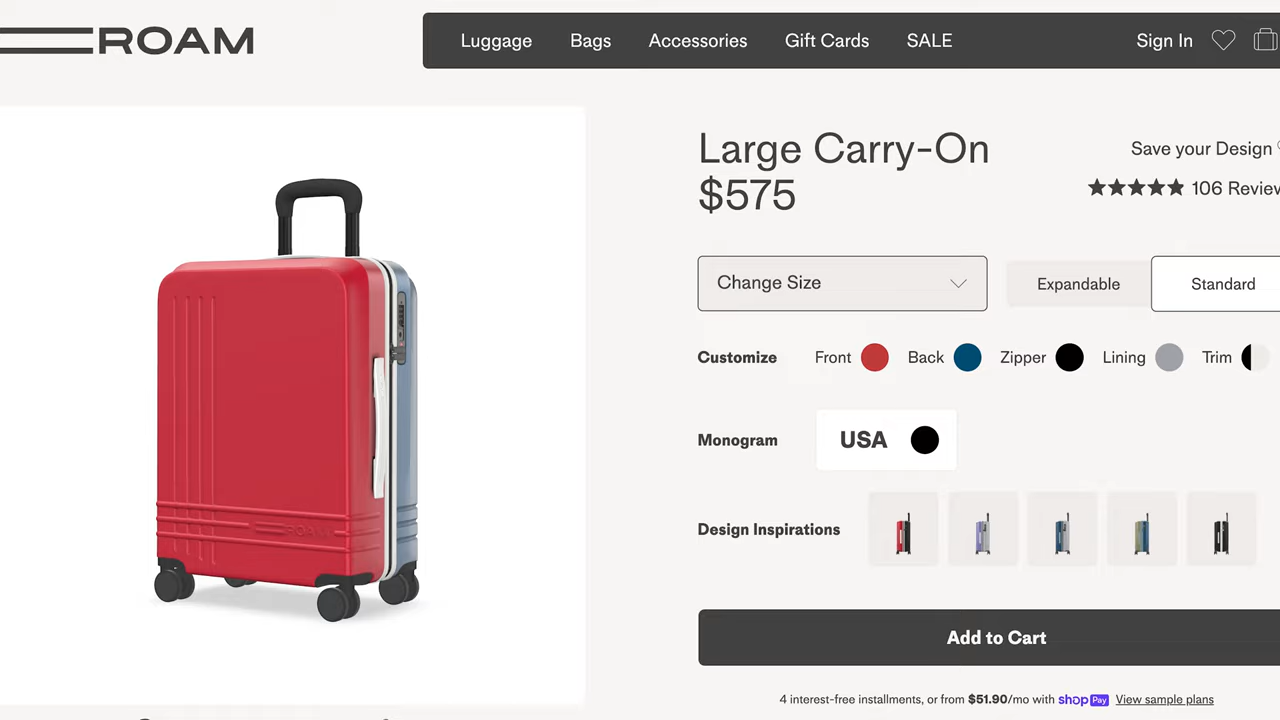 ROAM
Luggage Bags Accessories Gift Cards SALE Sign In
Large Carry-On
$575
Save your Design
106 Review
Change Size
Expandable Standard
Customize Front Back Zipper Lining Trim
Monogram USA
ROAM
Design Inspirations
Add to Cart
4 interest-free installments, or from $51.90/mo with shop Pay View sample plans